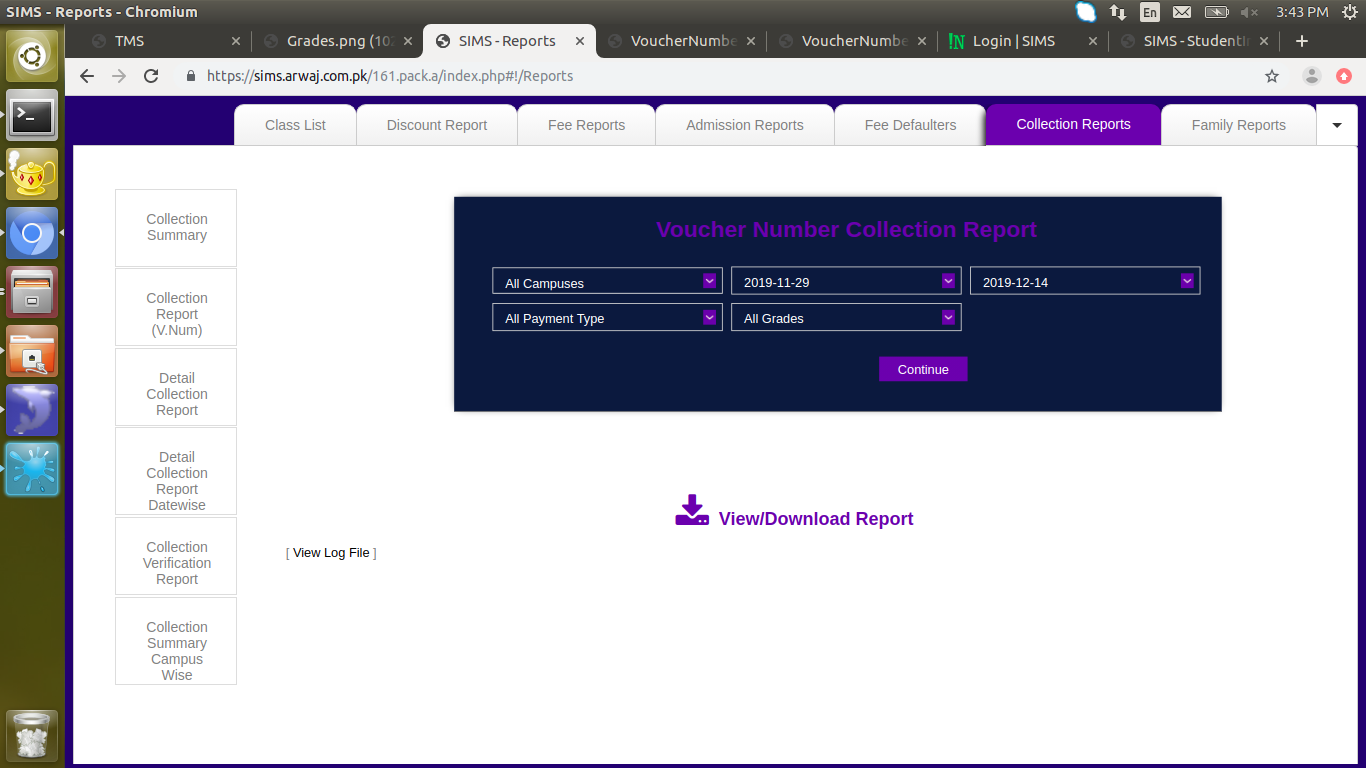 SIMS - Reports - Chromium
En
3:43 PM
TMS
Grades.png (102
SIMS - Reports
VoucherNumbe
VoucherNumbe
Login | SIMS
SIMS - StudentIn
https://sims.arwaj.com.pk/161.pack.a/index.php#!/Reports
Class List
Discount Report
Fee Reports
Admission Reports
Fee Defaulters
Collection Reports
Family Reports
Collection
Summary
Collection
Report
(V.Num)
Detail
Collection
Report
Detail
Collection
Report
Datewise
Collection
Verification
Report
Collection
Summary
Campus
Wise
Voucher Number Collection Report
All Campuses
2019-11-29
2019-12-14
All Payment Type
All Grades
Continue
View/Download Report
[ View Log File ]